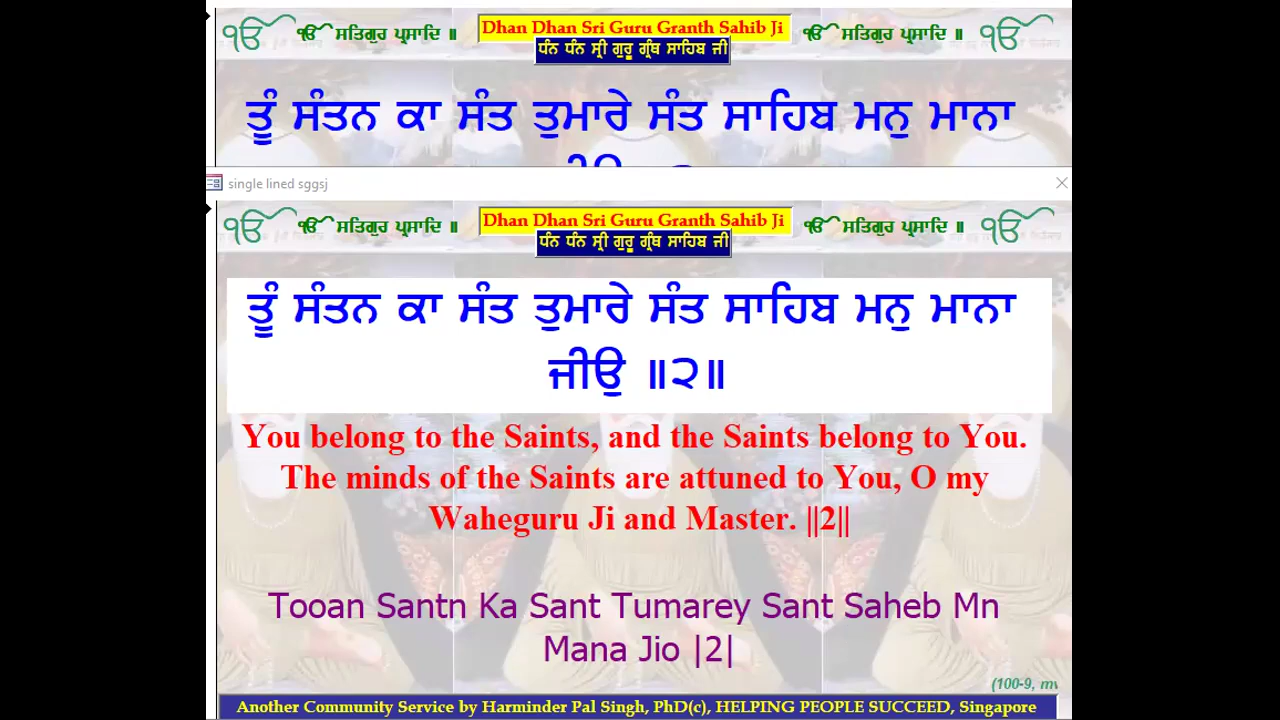 ੴ ੴ ਸਤਿਗੁਰ ਪ੍ਰਸਾਦਿ ॥ Dhan Dhan Sri Guru Granth Sahib Ji ੴ ਸਤਿਗੁਰ ਪ੍ਰਸਾਦਿ ॥ ੴ
ਧੰਨ ਧੰਨ ਸ੍ਰੀ ਗੁਰੂ ਗ੍ਰੰਥ ਸਾਹਿਬ ਜੀ
ਤੂੰ ਸੰਤਨ ਕਾ ਸੰਤ ਤੁਮਾਰੇ ਸੰਤ ਸਾਹਿਬ ਮਨੁ ਮਾਨਾ
single lined sggsj
ੴ ੴ ਸਤਿਗੁਰ ਪ੍ਰਸਾਦਿ ॥ Dhan Dhan Sri Guru Granth Sahib Ji ੴ ਸਤਿਗੁਰ ਪ੍ਰਸਾਦਿ ॥ ੴ
ਧੰਨ ਧੰਨ ਸ੍ਰੀ ਗੁਰੂ ਗ੍ਰੰਥ ਸਾਹਿਬ ਜੀ
ਤੂੰ ਸੰਤਨ ਕਾ ਸੰਤ ਤੁਮਾਰੇ ਸੰਤ ਸਾਹਿਬ ਮਨੁ ਮਾਨਾ
ਜੀਉ ॥੨॥
You belong to the Saints, and the Saints belong to You.
The minds of the Saints are attuned to You, O my
Waheguru Ji and Master. ||2||
Tooan Santn Ka Sant Tumarey Sant Saheb Mn
Mana Jio |2|
(100-9,
Another Community Service by Harminder Pal Singh, PhD(c), HELPING PEOPLE SUCCEED, Singapore